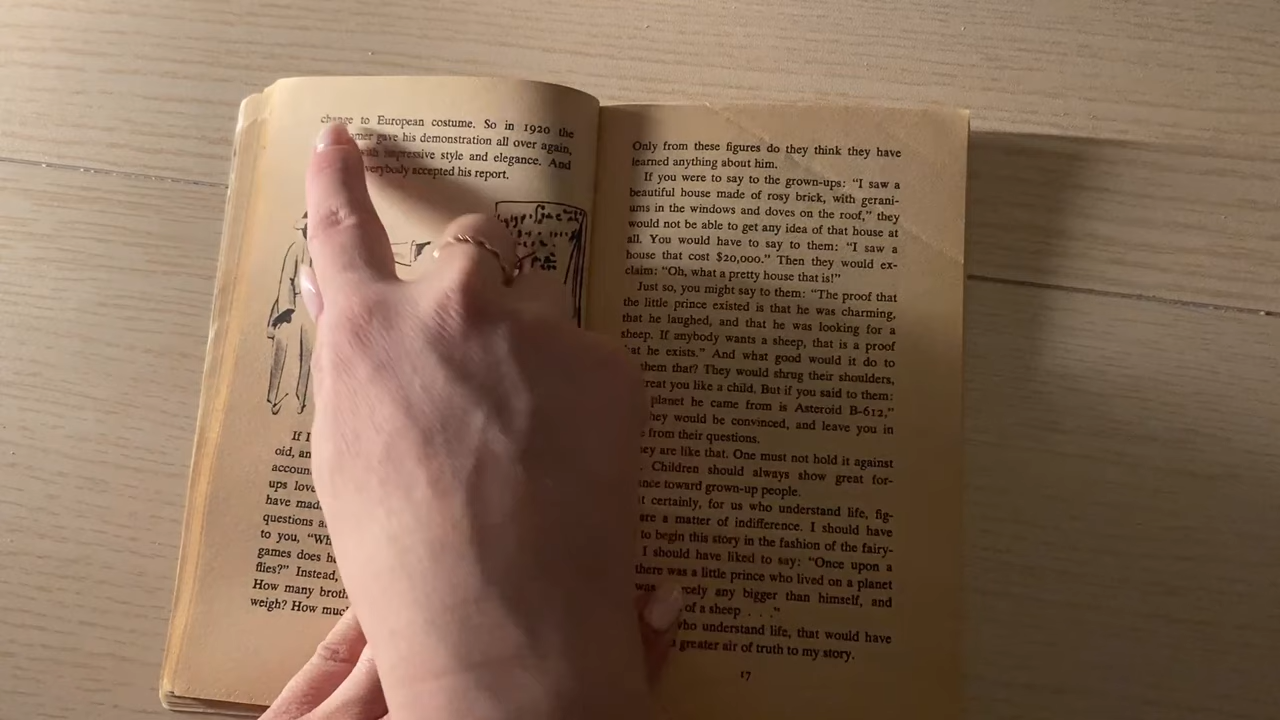 change to European costume. So in 1920 the
gave his demonstration all over again,
with impressive style and elegance. And
everybody accepted his report.
If I
oid, an
accoun
ups love
have mad
questions a
to you, “Wh
games does h
flies?” Instead,
How many broth
weigh? How much
Only from these figures do they think they have
learned anything about him.
If you were to say to the grown-ups: “I saw a
beautiful house made of rosy brick, with gerani-
ums in the windows and doves on the roof,” they
would not be able to get any idea of that house at
all. You would have to say to them: “I saw a
house that cost $20,000.” Then they would ex-
claim: “Oh, what a pretty house that is!”
Just so, you might say to them: “The proof that
the little prince existed is that he was charming,
that he laughed, and that he was looking for a
sheep. If anybody wants a sheep, that is a proof
at he exists.” And what good would it do to
them that? They would shrug their shoulders,
reat you like a child. But if you said to them:
planet he came from is Asteroid B-612,”
hey would be convinced, and leave you in
from their questions.
ey are like that. One must not hold it against
. Children should always show great for-
ance toward grown-up people.
t certainly, for us who understand life, fig-
are a matter of indifference. I should have
to begin this story in the fashion of the fairy-
I should have liked to say: “Once upon a
there was a little prince who lived on a planet
was rcely any bigger than himself, and
of a sheep . . .”
who understand life, that would have
greater air of truth to my story.
17